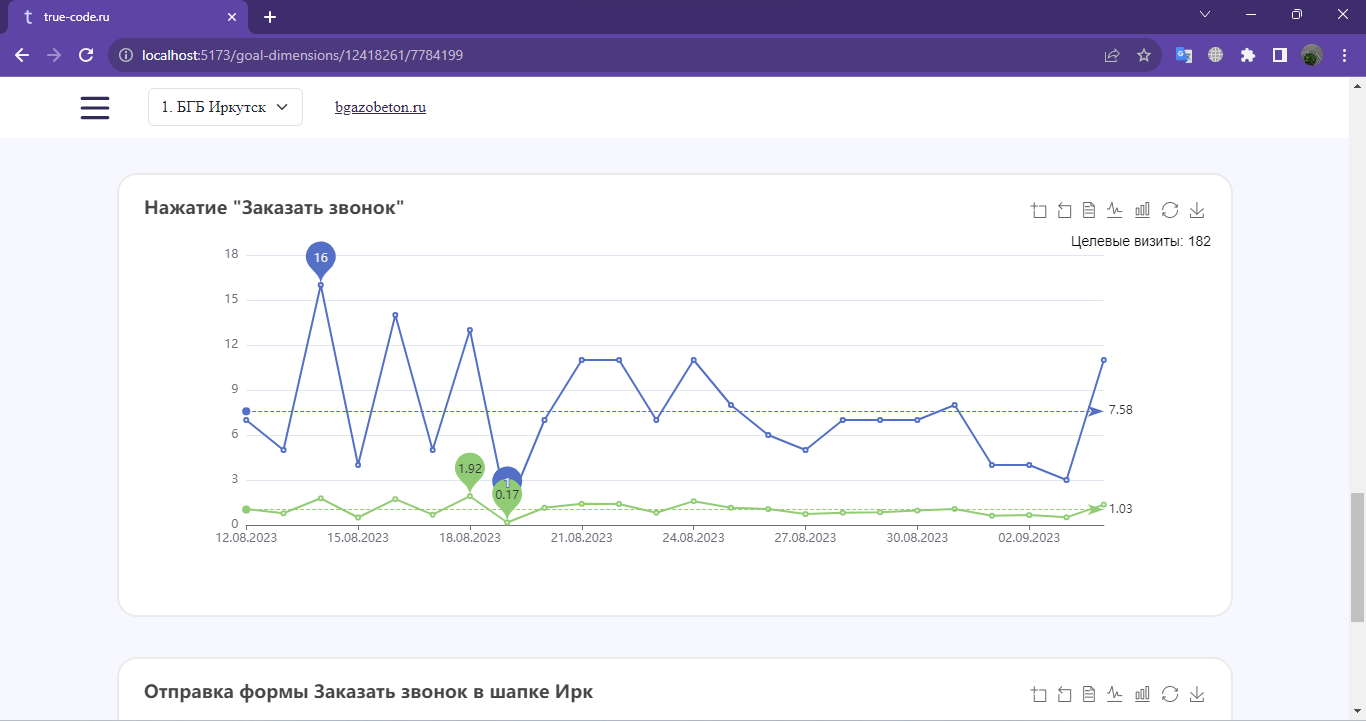 true-code.ru
localhost:5173/goal-dimensions/12418261/7784199
1. БГБ Иркутск
bgazobeton.ru
Нажатие "Заказать звонок"
Целевые визиты: 182
18
16
15
12
9
7.58
6
1.92
3
1
0.17
1.03
0
12.08.2023 15.08.2023 18.08.2023 21.08.2023 24.08.2023 27.08.2023 30.08.2023 02.09.2023
Отправка формы Заказать звонок в шапке Ирк